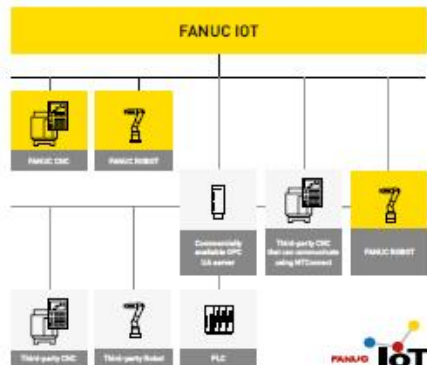 FANUC IOT
FANUC CNC
FANUC ROBOT
Commercially
available OPC
UA server
Third-party CNC
that can communicate
using MTConnect
FANUC ROBOT
Third-party CNC
Third-party Robot
PLC
FANUC IoT